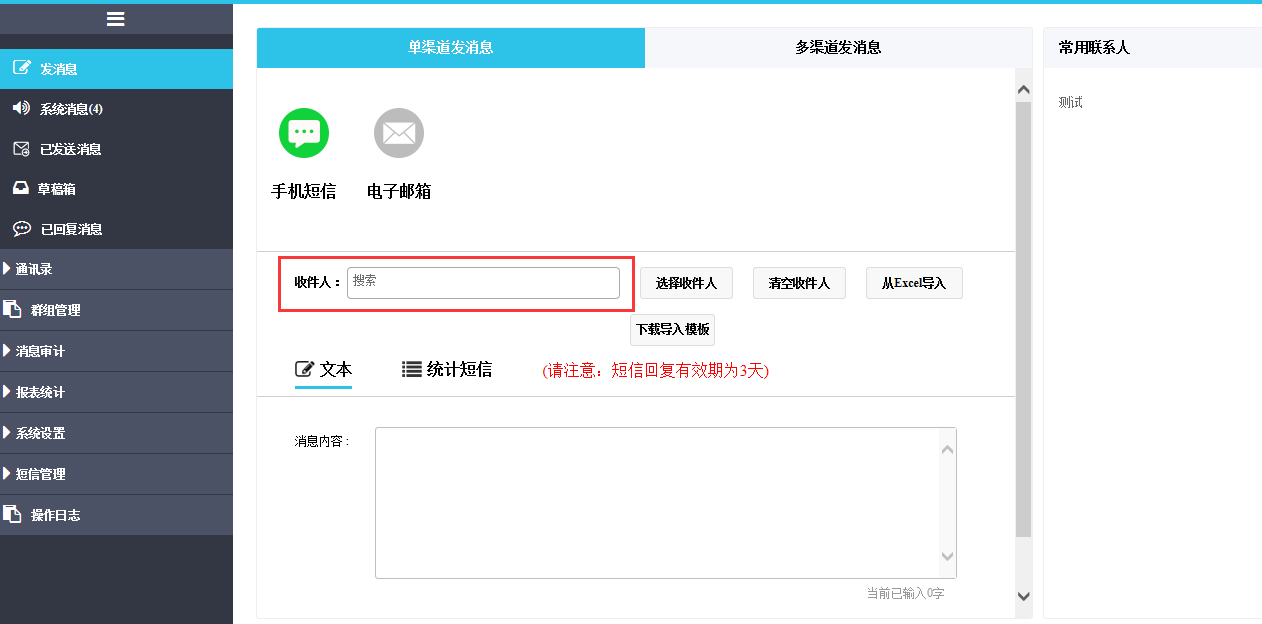 发消息
系统消息(4)
已发送消息
草稿箱
已回复消息
通讯录
群组管理
消息审计
报表统计
系统设置
短信管理
操作日志
单渠道发消息
多渠道发消息
手机短信
电子邮箱
收件人：
搜索
选择收件人
清空收件人
从Excel导入
下载导入模板
文本
统计短信
(请注意：短信回复有效期为3天)
消息内容：
当前已输入0字
常用联系人
测试